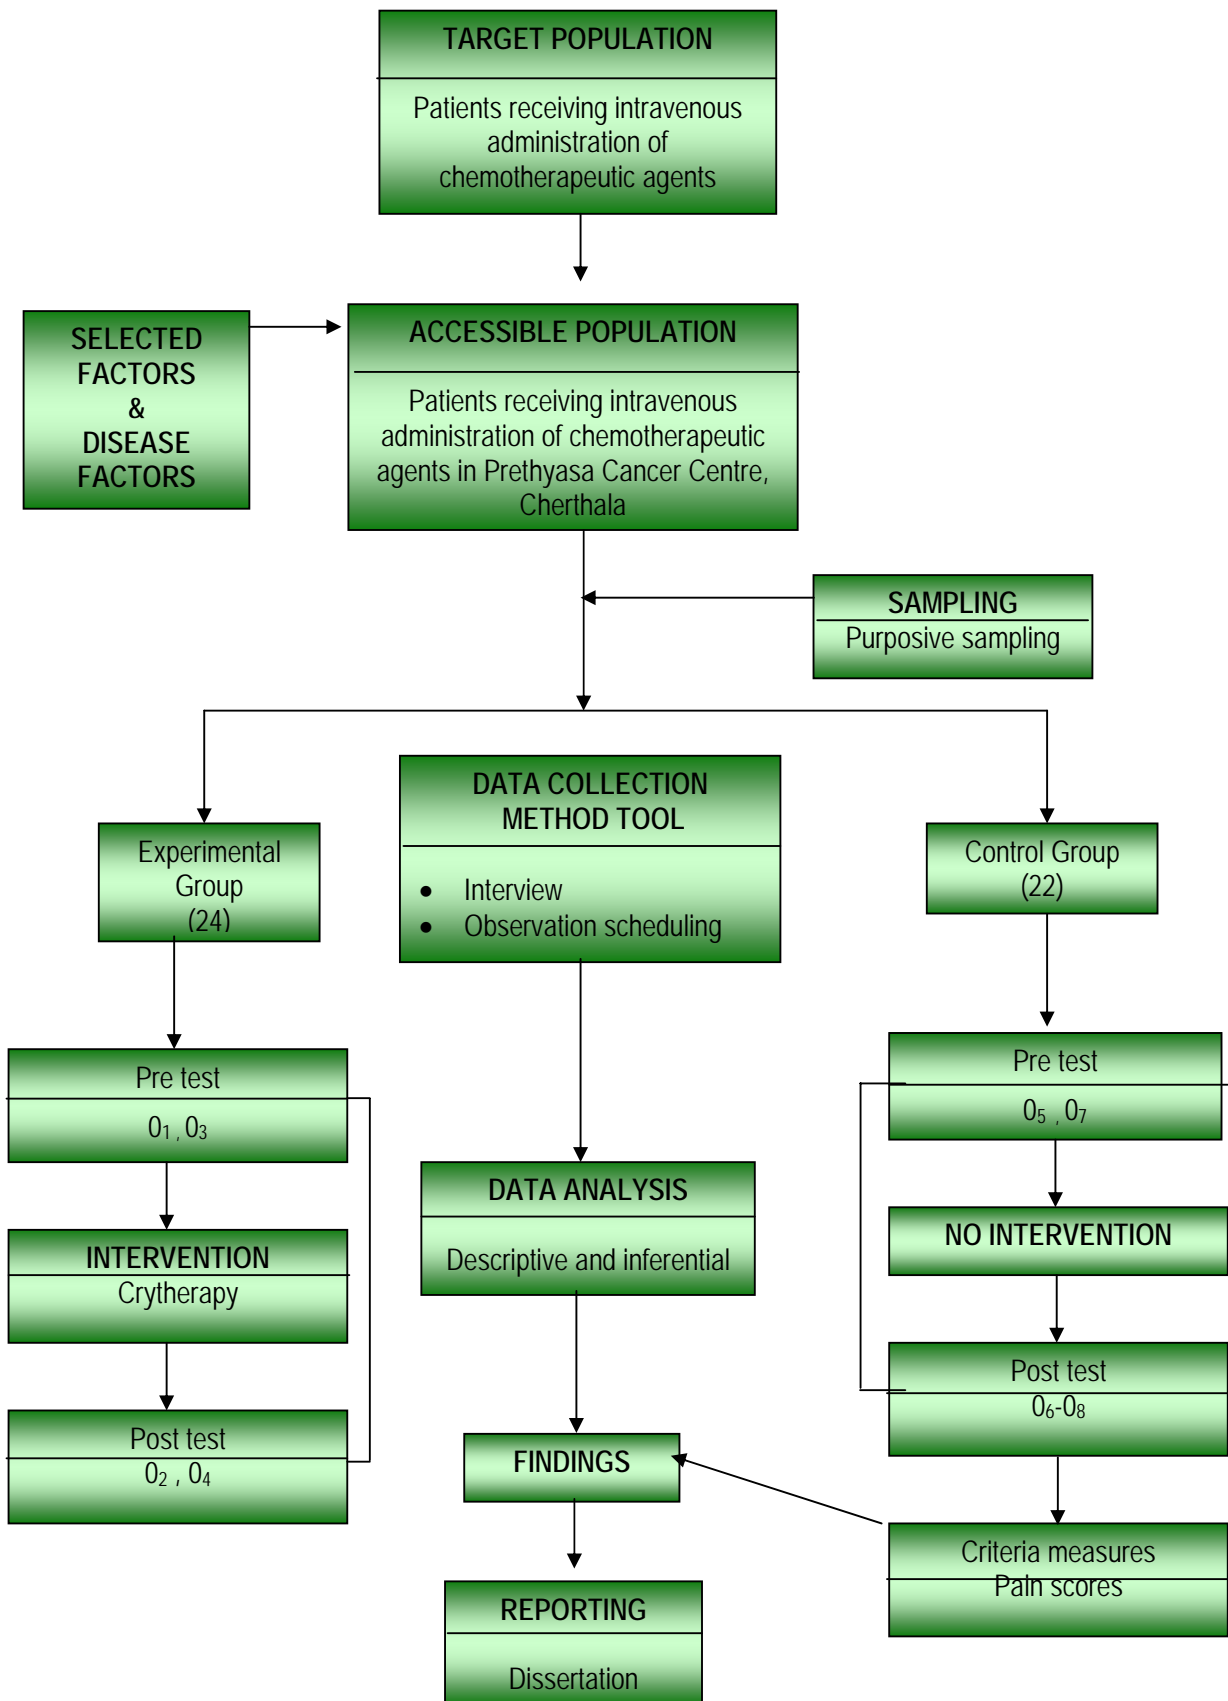 TARGET POPULATION
Patients receiving intravenous
administration of
chemotherapeutic agents
SELECTED
FACTORS
&
DISEASE
FACTORS
ACCESSIBLE POPULATION
Patients receiving intravenous
administration of chemotherapeutic
agents in Prethyasa Cancer Centre,
Cherthala
SAMPLING
Purposive sampling
Experimental
Group
(24)
DATA COLLECTION
METHOD TOOL
• Interview
• Observation scheduling
Control Group
(22)
Pre test
0₁ , 0₃
INTERVENTION
Crytherapy
Post test
0₂ , 0₄
DATA ANALYSIS
Descriptive and inferential
Pre test
0₅ , 0₇
NO INTERVENTION
Post test
0₆-0₈
FINDINGS
Criteria measures
Paln scores
REPORTING
Dissertation